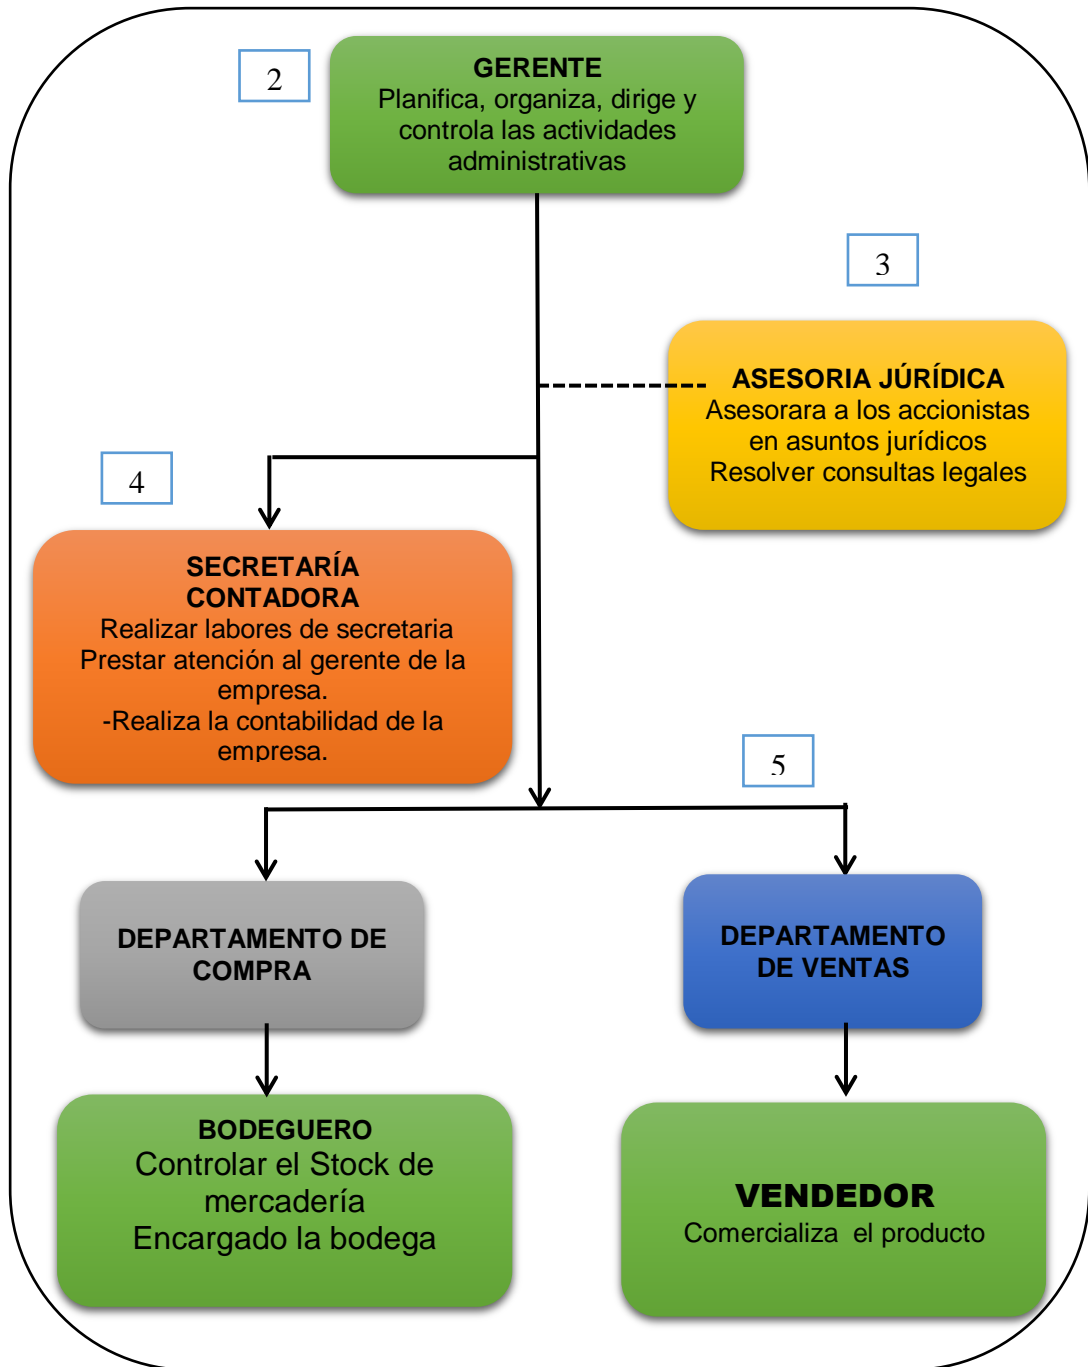 2
GERENTE
Planifica, organiza, dirige y
controla las actividades
administrativas
3
ASESORIA JÚRÍDICA
Asesorara a los accionistas
en asuntos jurídicos
Resolver consultas legales
4
SECRETARÍA
CONTADORA
Realizar labores de secretaria
Prestar atención al gerente de la
empresa.
-Realiza la contabilidad de la
empresa.
5
DEPARTAMENTO DE
COMPRA
DEPARTAMENTO
DE VENTAS
BODEGUERO
Controlar el Stock de
mercadería
Encargado la bodega
VENDEDOR
Comercializa el producto